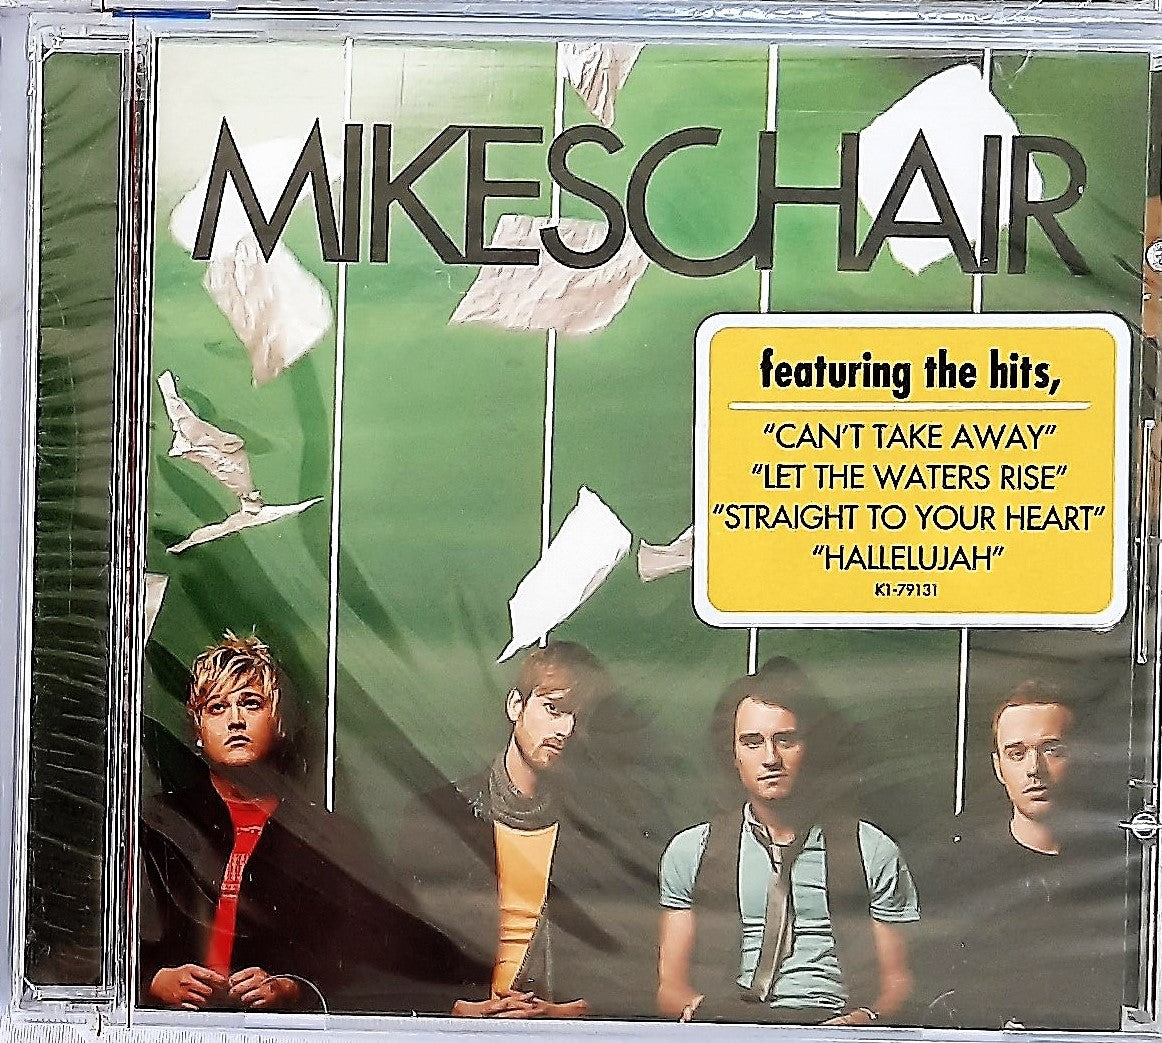 MIKESCHAIR
featuring the hits,
"CAN'T TAKE AWAY"
"LET THE WATERS RISE"
"STRAIGHT TO YOUR HEART"
"HALLELUJAH"
K1-79131